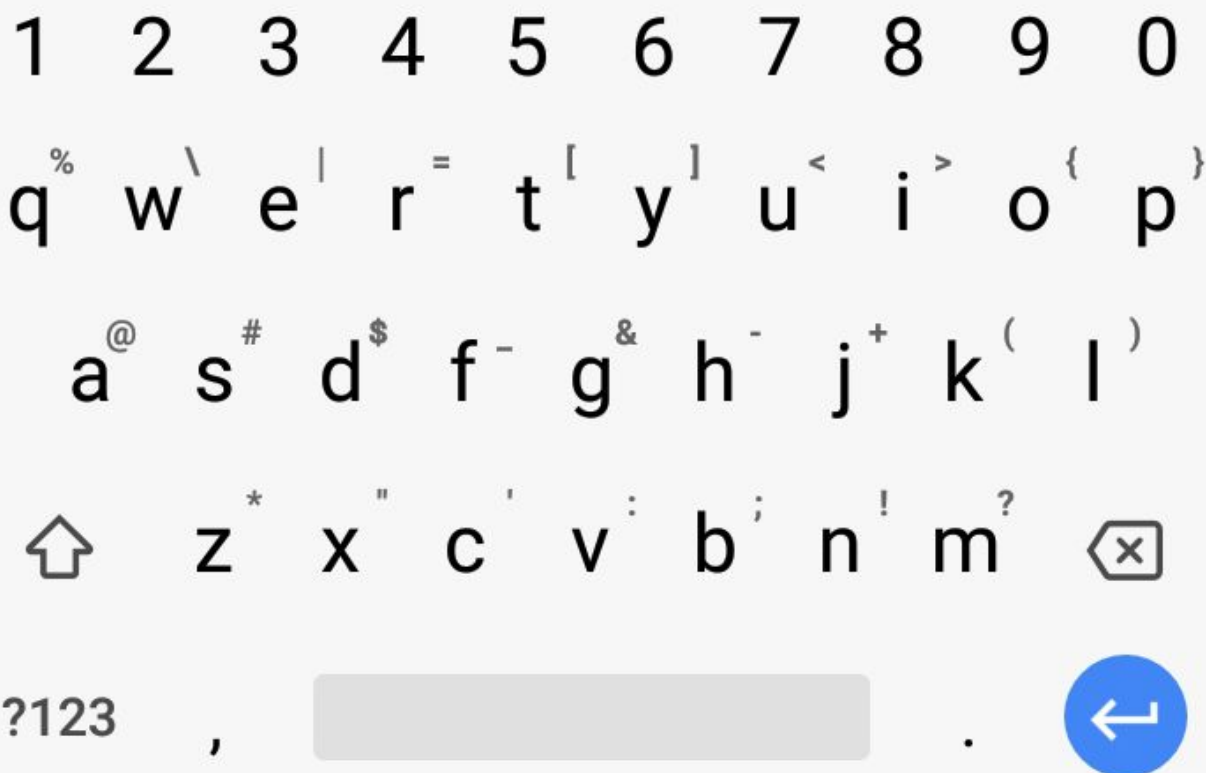 1 2 3 4 5 6 7 8 9 0
q % w \ e | r = t [ y ] u < i > o { p }
a @ s # d $ f _ g & h - j + k ( l )
z * x " c ' v : b ; n ! m ?
?123 , .